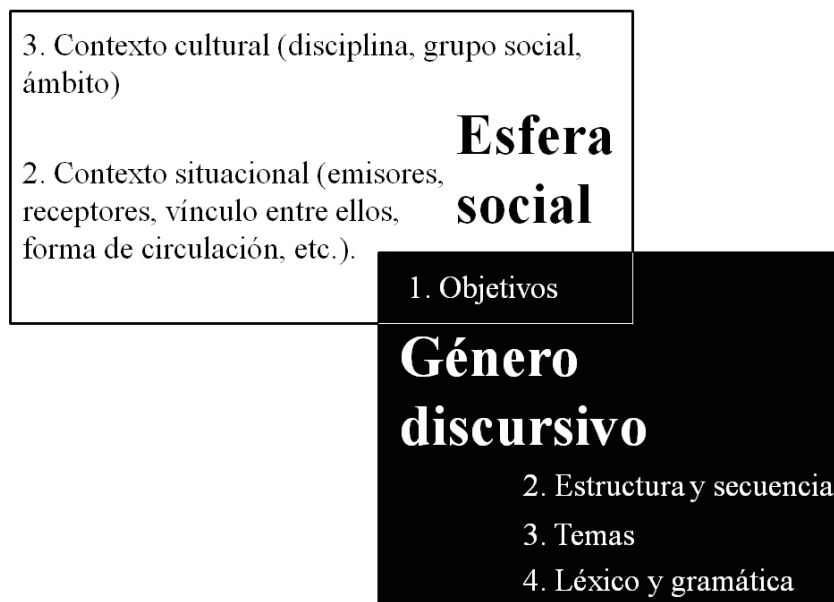 3. Contexto cultural (disciplina, grupo social,
ámbito)
Esfera
social
2. Contexto situacional (emisores,
receptores, vínculo entre ellos,
forma de circulación, etc.).
1. Objetivos
Género
discursivo
2. Estructura y secuencia
3. Temas
4. Léxico y gramática